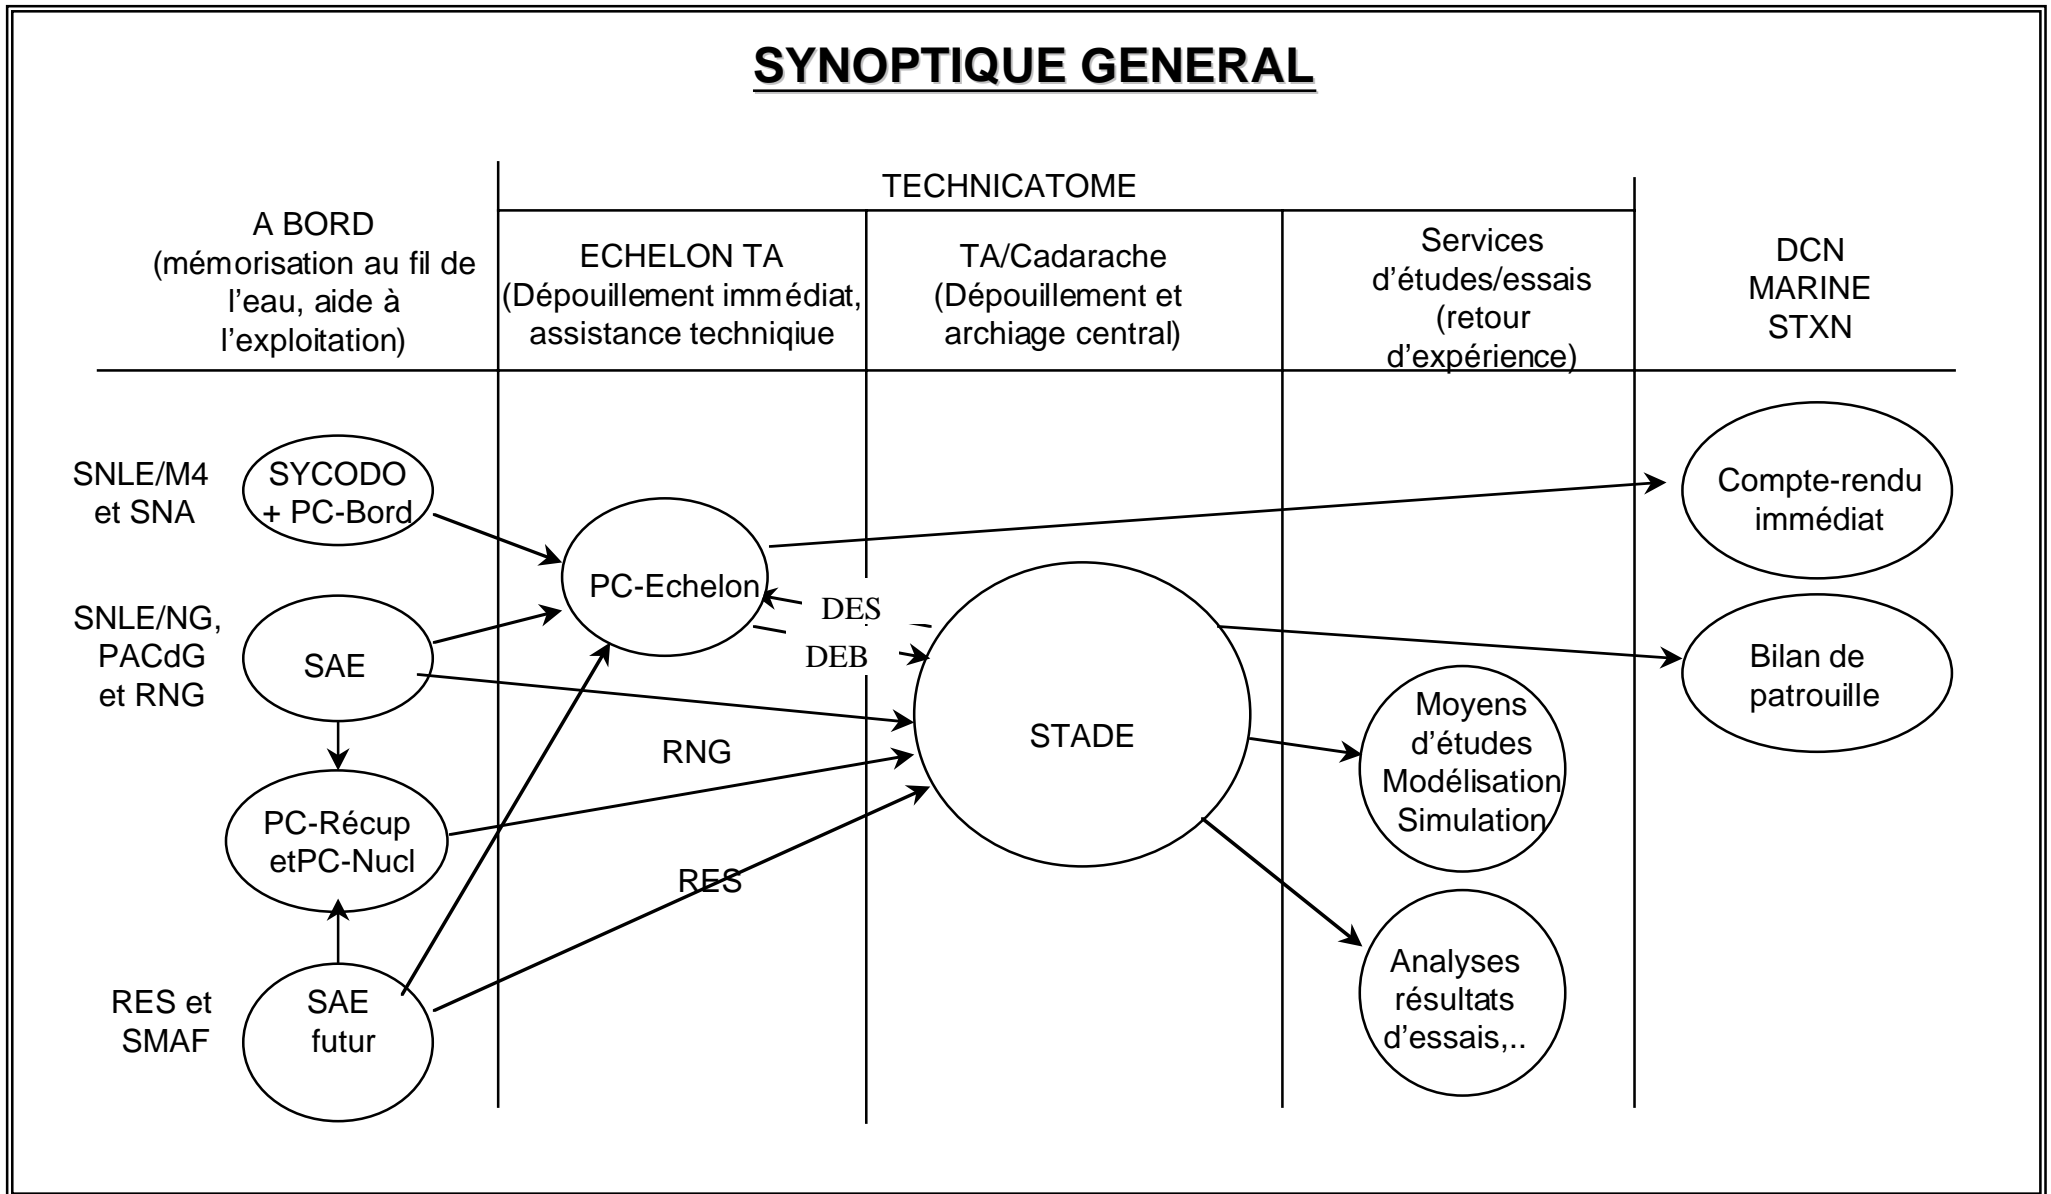 SYNOPTIQUE GENERAL
TECHNICATOME
A BORD
(mémorisation au fil de
l'eau, aide à
l'exploitation)
ECHELON TA
(Dépouillement immédiat,
assistance techniqiue
TA/Cadarache
(Dépouillement et
archiage central)
Services
d'études/essais
(retour
d'expérience)
DCN
MARINE
STXN
SNLE/M4
et SNA
SYCODO
+ PC-Bord
PC-Echelon
Compte-rendu
immédiat
SNLE/NG,
PACdG
et RNG
SAE
DES
DEB
STADE
Bilan de
patrouille
Moyens
d'études
Modélisation
Simulation
RNG
PC-Récup
etPC-Nucl
RES
RES et
SMAF
SAE
futur
Analyses
résultats
d'essais,..